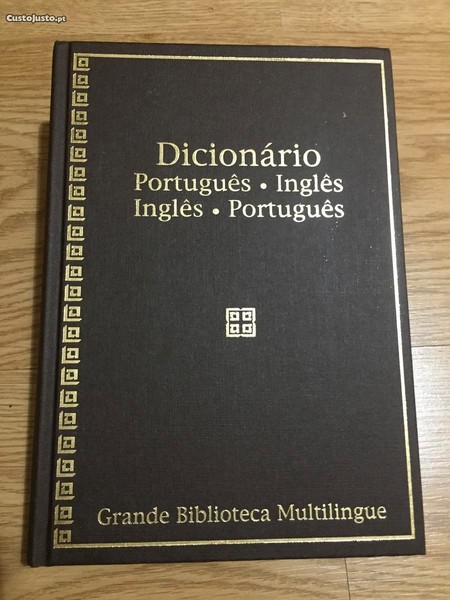 CustoJusto.pt
Dicionário
Português • Inglês
Inglês • Português
Grande Biblioteca Multilingue